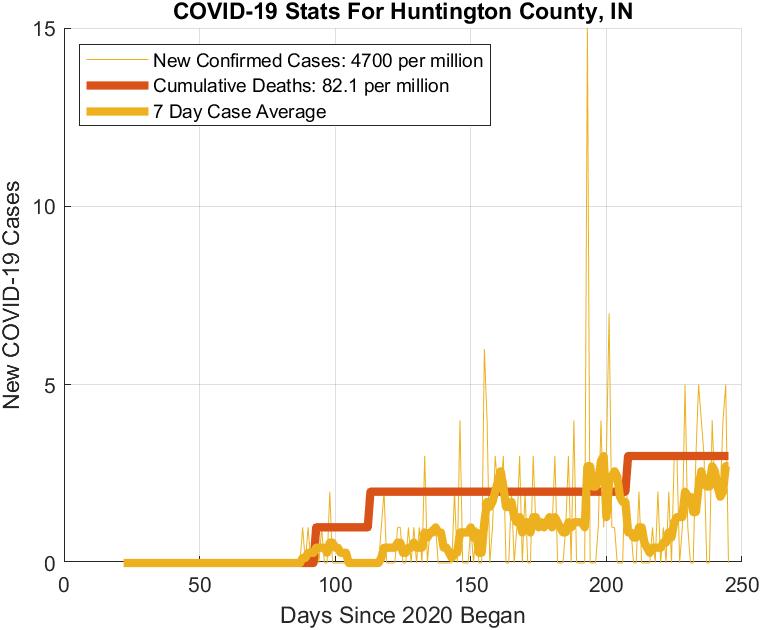 COVID-19 Stats For Huntington County, IN
15
New Confirmed Cases: 4700 per million
Cumulative Deaths: 82.1 per million
7 Day Case Average
10
New COVID-19 Cases
5
0
0 50 100 150 200 250
Days Since 2020 Began